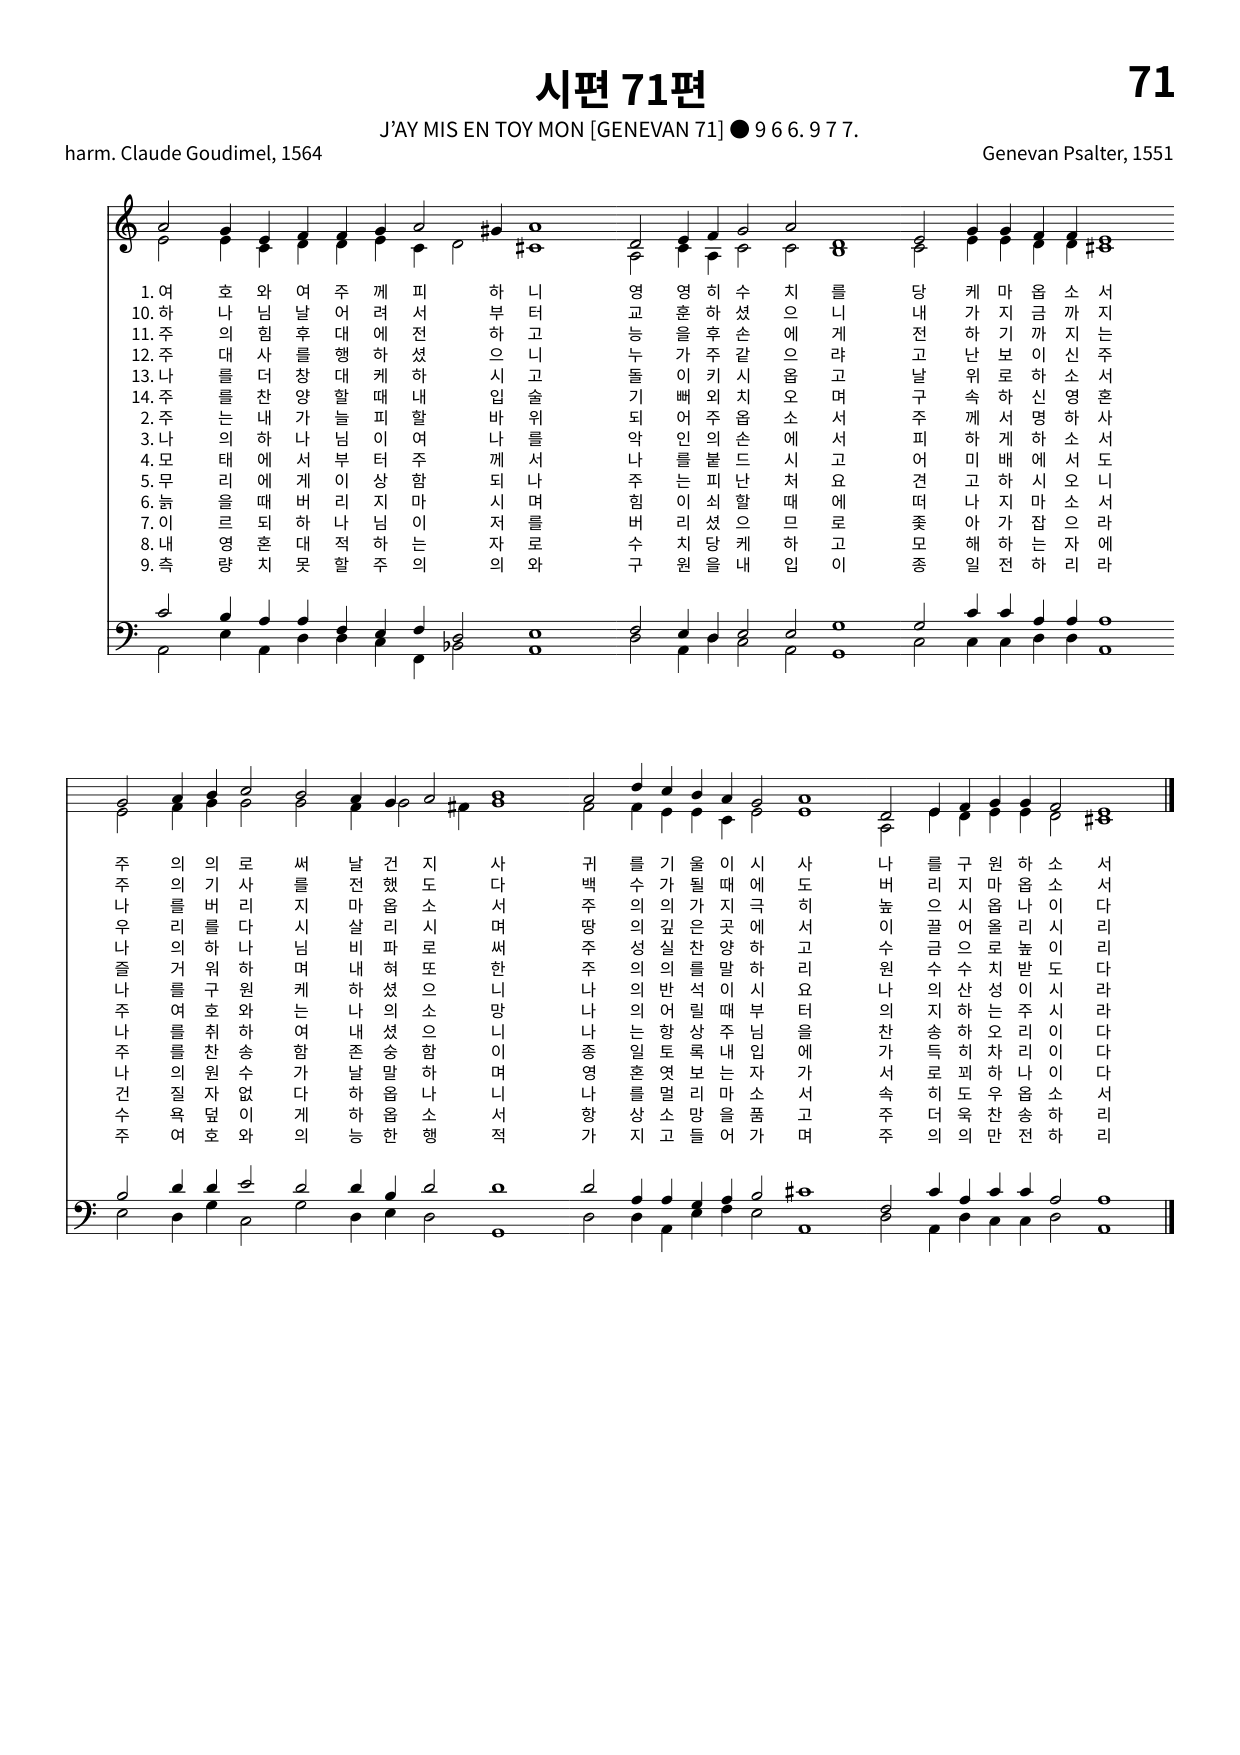 시편 71편
71
J’AY MIS EN TOY MON [GENEVAN 71] ● 9 6 6. 9 7 7.
harm. Claude Goudimel, 1564
Genevan Psalter, 1551
1. 여 호 와 여 주 께 피 하 니 영 영 히 수 치 를 당 케 마 옵 소 서
10. 하 나 님 날 어 려 서 부 터 교 훈 하 셨 으 니 내 가 지 금 까 지
11. 주 의 힘 후 대 에 전 하 고 능 을 후 손 에 게 전 하 기 까 지 는
12. 주 대 사 를 행 하 셨 으 니 누 가 주 같 으 랴 고 난 보 이 신 주
13. 나 를 더 창 대 케 하 시 고 돌 이 키 시 옵 고 날 위 로 하 소 서
14. 주 를 찬 양 할 때 내 입 술 기 뻐 외 치 오 며 구 속 하 신 영 혼
2. 주 는 내 가 늘 피 할 바 위 되 어 주 옵 소 서 주 께 서 명 하 사
3. 나 의 하 나 님 이 여 나 를 악 인 의 손 에 서 피 하 게 하 소 서
4. 모 태 에 서 부 터 주 께 서 나 를 붙 드 시 고 어 미 배 에 서 도
5. 무 리 에 게 이 상 함 되 나 주 는 피 난 처 요 견 고 하 시 오 니
6. 늙 을 때 버 리 지 마 시 며 힘 이 쇠 할 때 에 떠 나 지 마 소 서
7. 이 르 되 하 나 님 이 저 를 버 리 셨 으 므 로 좇 아 가 잡 으 라
8. 내 영 혼 대 적 하 는 자 로 수 치 당 케 하 고 모 해 하 는 자 에
9. 측 량 치 못 할 주 의 의 와 구 원 을 내 입 이 종 일 전 하 리 라
주 의 의 로 써 날 건 지 사 귀 를 기 울 이 시 사 나 를 구 원 하 소 서
주 의 기 사 를 전 했 도 다 백 수 가 될 때 에 도 버 리 지 마 옵 소 서
나 를 버 리 지 마 옵 소 서 주 의 의 가 지 극 히 높 으 시 옵 나 이 다
우 리 를 다 시 살 리 시 며 땅 의 깊 은 곳 에 서 이 끌 어 올 리 시 리
나 의 하 나 님 비 파 로 써 주 성 실 찬 양 하 고 수 금 으 로 높 이 리
즐 거 워 하 며 내 혀 또 한 주 의 의 를 말 하 리 원 수 수 치 받 도 다
나 를 구 원 케 하 셨 으 니 나 의 반 석 이 시 요 나 의 산 성 이 시 라
주 여 호 와 는 나 의 소 망 나 의 어 릴 때 부 터 의 지 하 는 주 시 라
나 를 취 하 여 내 셨 으 니 나 는 항 상 주 님 을 찬 송 하 오 리 이 다
주 를 찬 송 함 존 숭 함 이 종 일 토 록 내 입 에 가 득 히 차 리 이 다
나 의 원 수 가 날 말 하 며 영 혼 엿 보 는 자 가 서 로 꾀 하 나 이 다
건 질 자 없 다 하 옵 나 니 나 를 멀 리 마 소 서 속 히 도 우 옵 소 서
수 욕 덮 이 게 하 옵 소 서 항 상 소 망 을 품 고 주 더 욱 찬 송 하 리
주 여 호 와 의 능 한 행 적 가 지 고 들 어 가 며 주 의 의 만 전 하 리